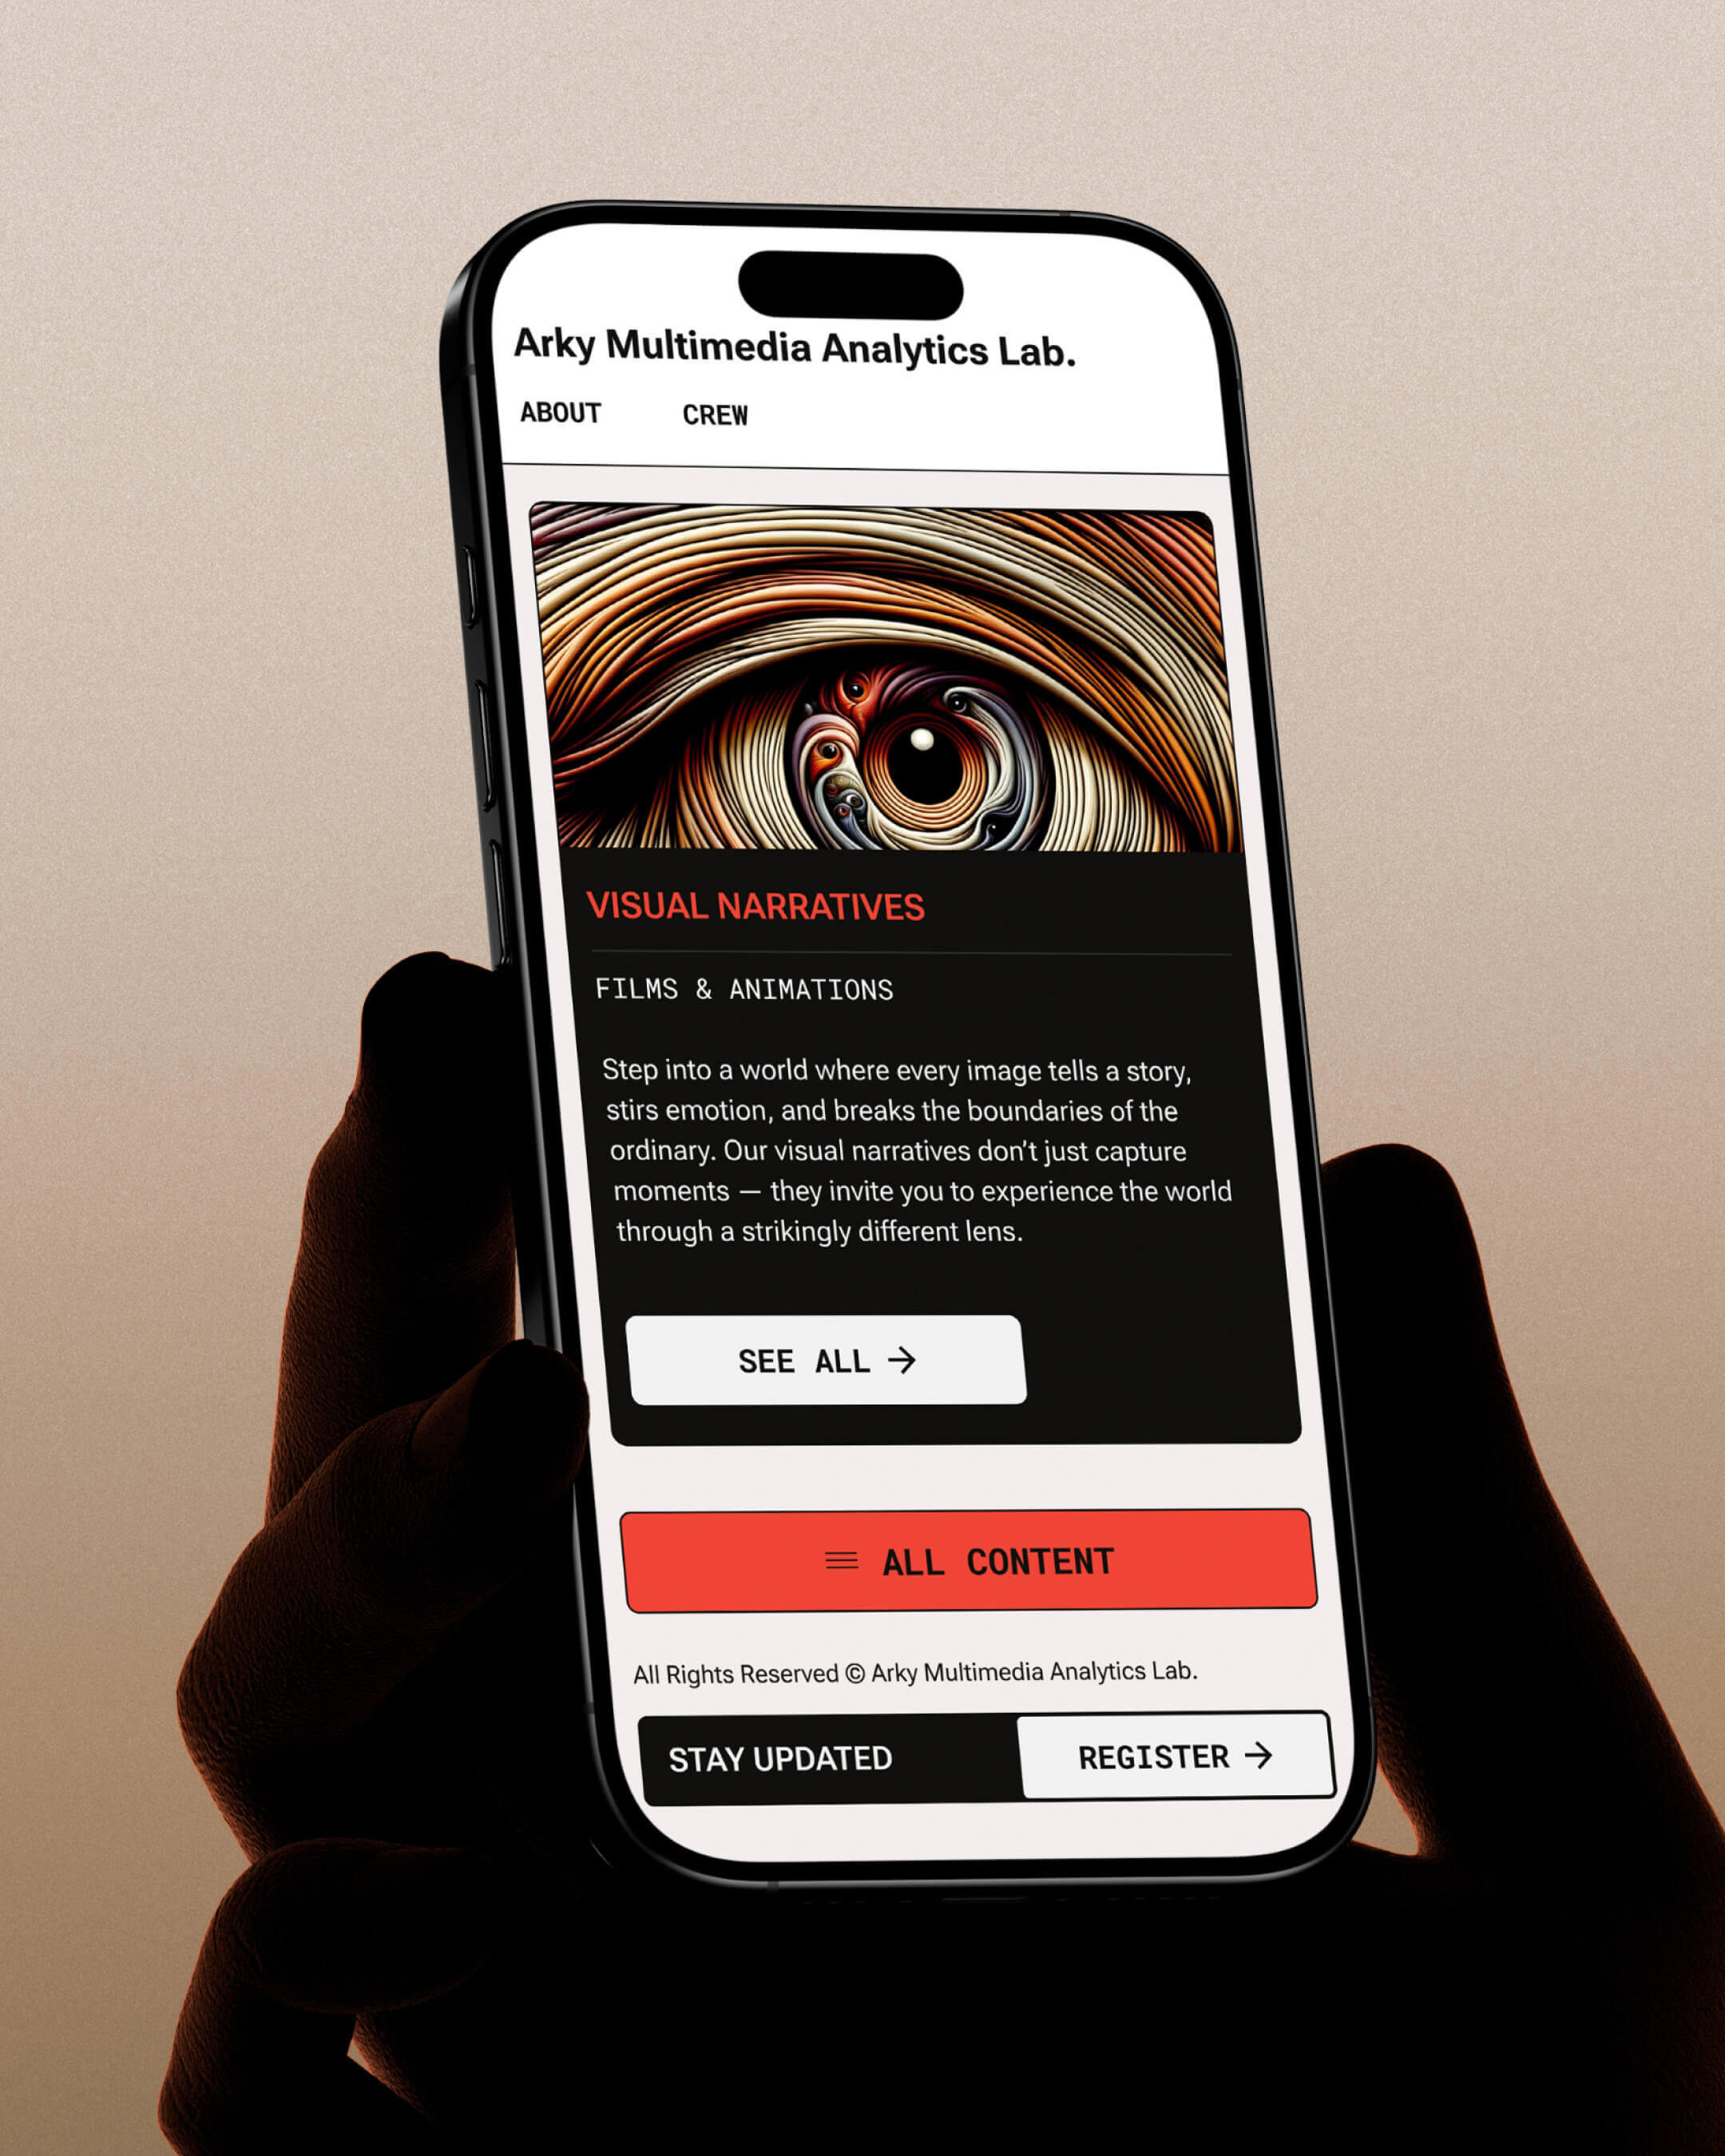 Arky Multimedia Analytics Lab.
ABOUT CREW
VISUAL NARRATIVES
FILMS & ANIMATIONS
Step into a world where every image tells a story,
stirs emotion, and breaks the boundaries of the
ordinary. Our visual narratives don’t just capture
moments — they invite you to experience the world
through a strikingly different lens.
SEE ALL →
ALL CONTENT
All Rights Reserved © Arky Multimedia Analytics Lab.
STAY UPDATED REGISTER →